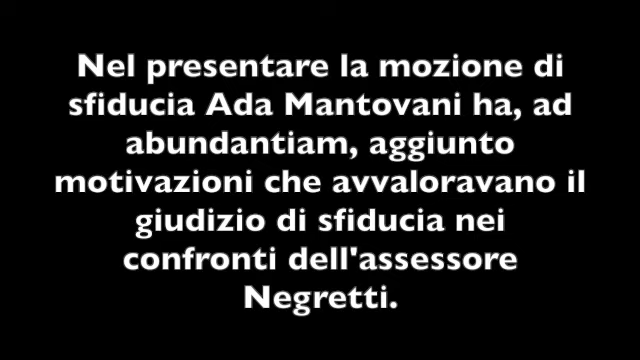 Nel presentare la mozione di
sfiducia Ada Mantovani ha, ad
abundantiam, aggiunto
motivazioni che avvaloravano il
giudizio di sfiducia nei
confronti dell'assessore
Negretti.